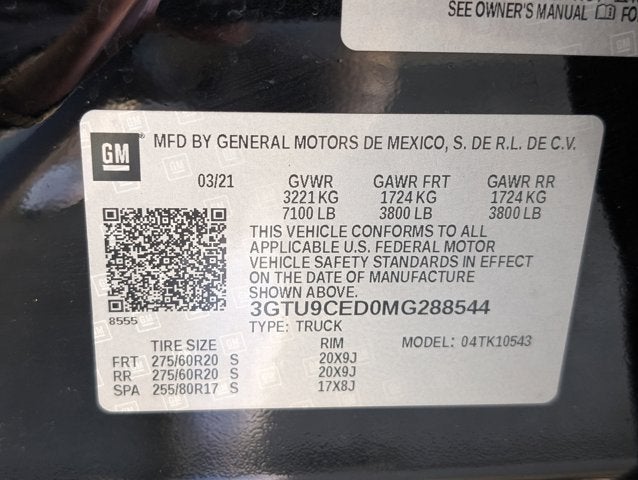 SEE OWNER'S MANUAL
GM
MFD BY GENERAL MOTORS DE MEXICO, S. DE R.L. DE C.V.
03/21 GVWR GAWR FRT GAWR RR
3221 KG 1724 KG 1724 KG
7100 LB 3800 LB 3800 LB
THIS VEHICLE CONFORMS TO ALL
APPLICABLE U.S. FEDERAL MOTOR
VEHICLE SAFETY STANDARDS IN EFFECT
ON THE DATE OF MANUFACTURE
SHOWN ABOVE.
8555 3GTU9CED0MG288544
TYPE: TRUCK
TIRE SIZE RIM MODEL: 04TK10543
FRT 275/60R20 S 20X9J
RR 275/60R20 S 20X9J
SPA 255/80R17 S 17X8J